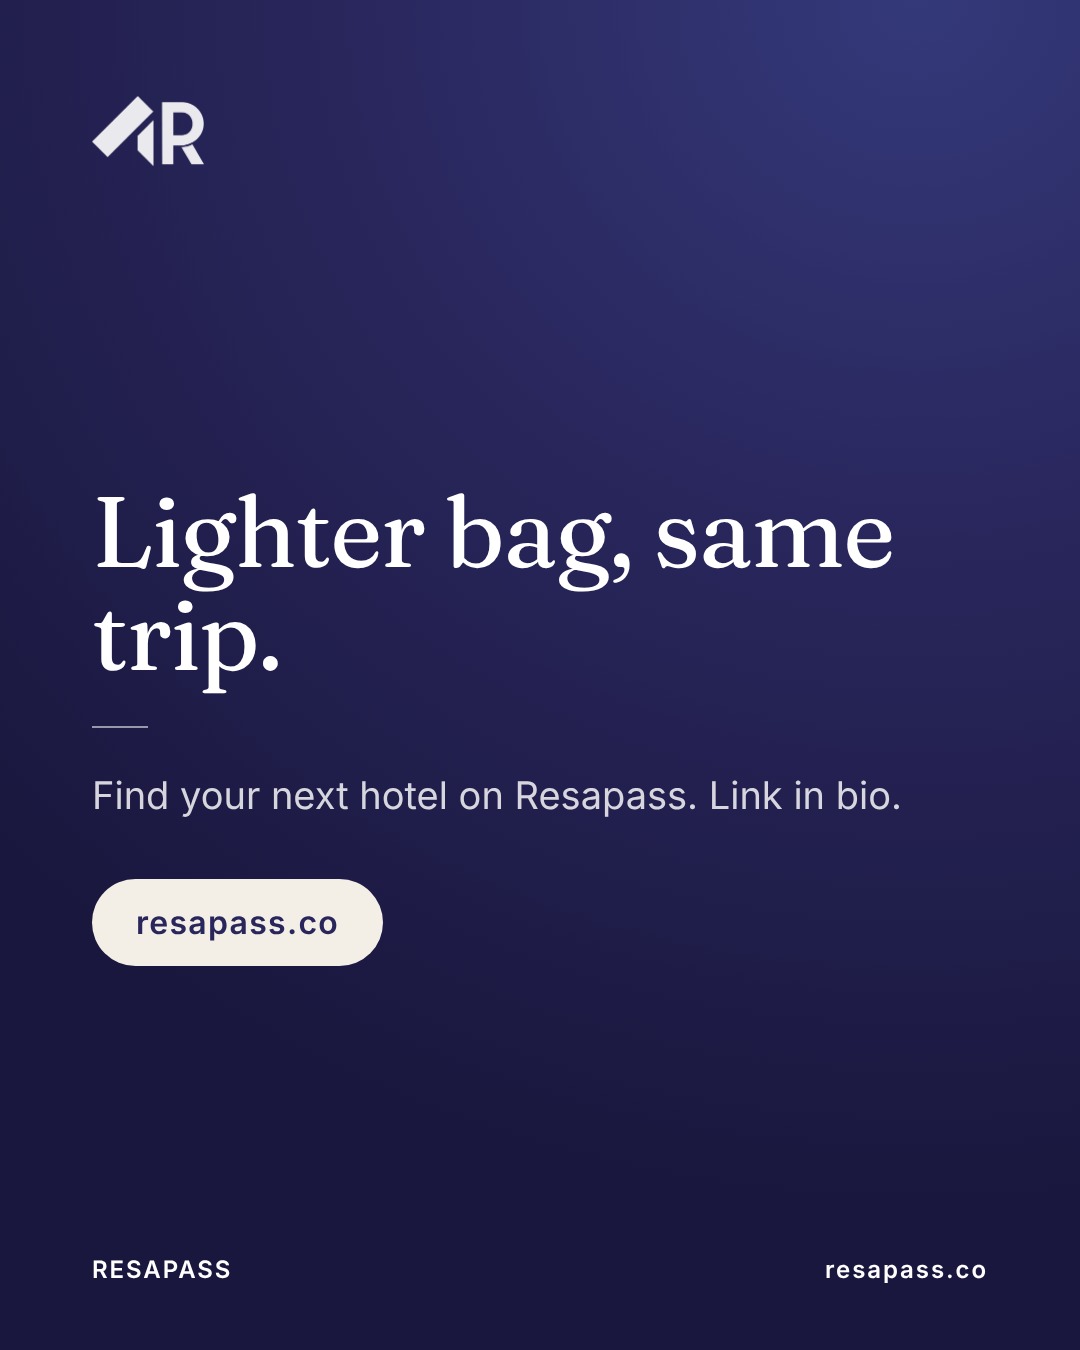 R
Lighter bag, same
trip.
Find your next hotel on Resapass. Link in bio.
resapass.co
RESAPASS
resapass.co